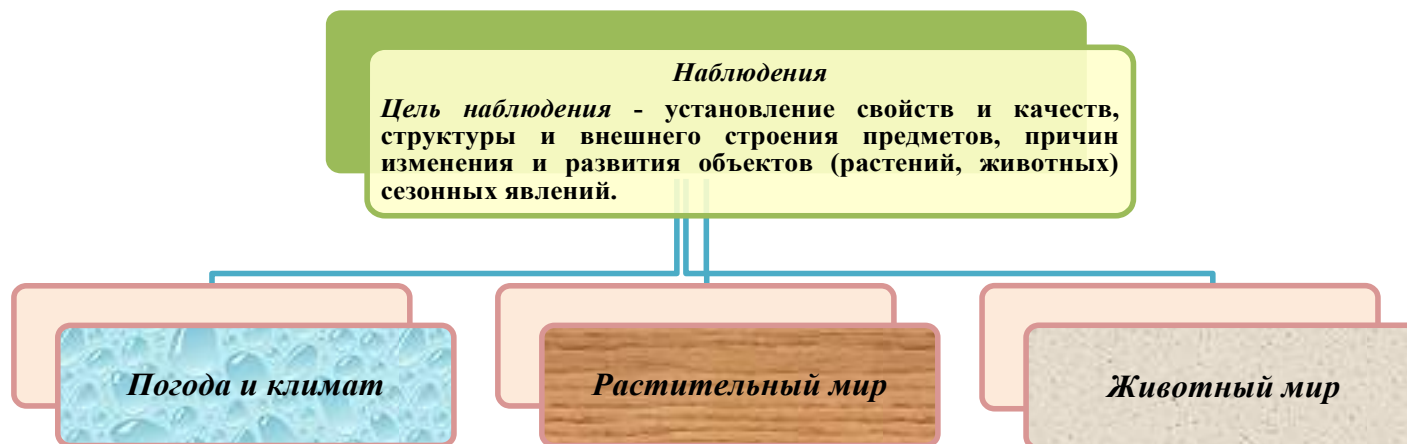 Наблюдения
Цель наблюдения - установление свойств и качеств,
структуры и внешнего строения предметов, причин
изменения и развития объектов (растений, животных)
сезонных явлений.
Погода и климат
Растительный мир
Животный мир